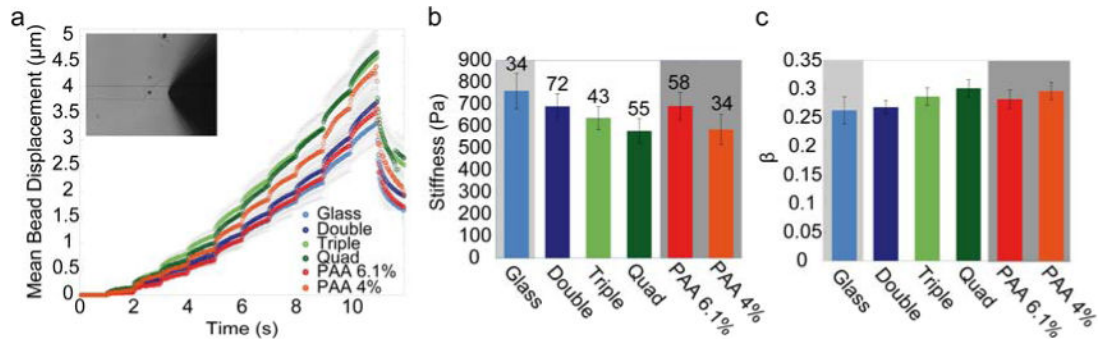 a
Mean Bead Displacement (μm)
5
4.5
4
3.5
3
2.5
2
1.5
1
0.5
0
0
2
4
6
8
10
Time (s)
Glass
Double
Triple
Quad
PAA 6.1%
PAA 4%
b
Stiffness (Pa)
900
800
700
600
500
400
300
200
100
0
34
72
43
55
58
34
Glass
Double
Triple
Quad
PAA 6.1%
PAA 4%
c
β
0.35
0.3
0.25
0.2
0.15
0.1
0.05
0
Glass
Double
Triple
Quad
PAA 6.1%
PAA 4%